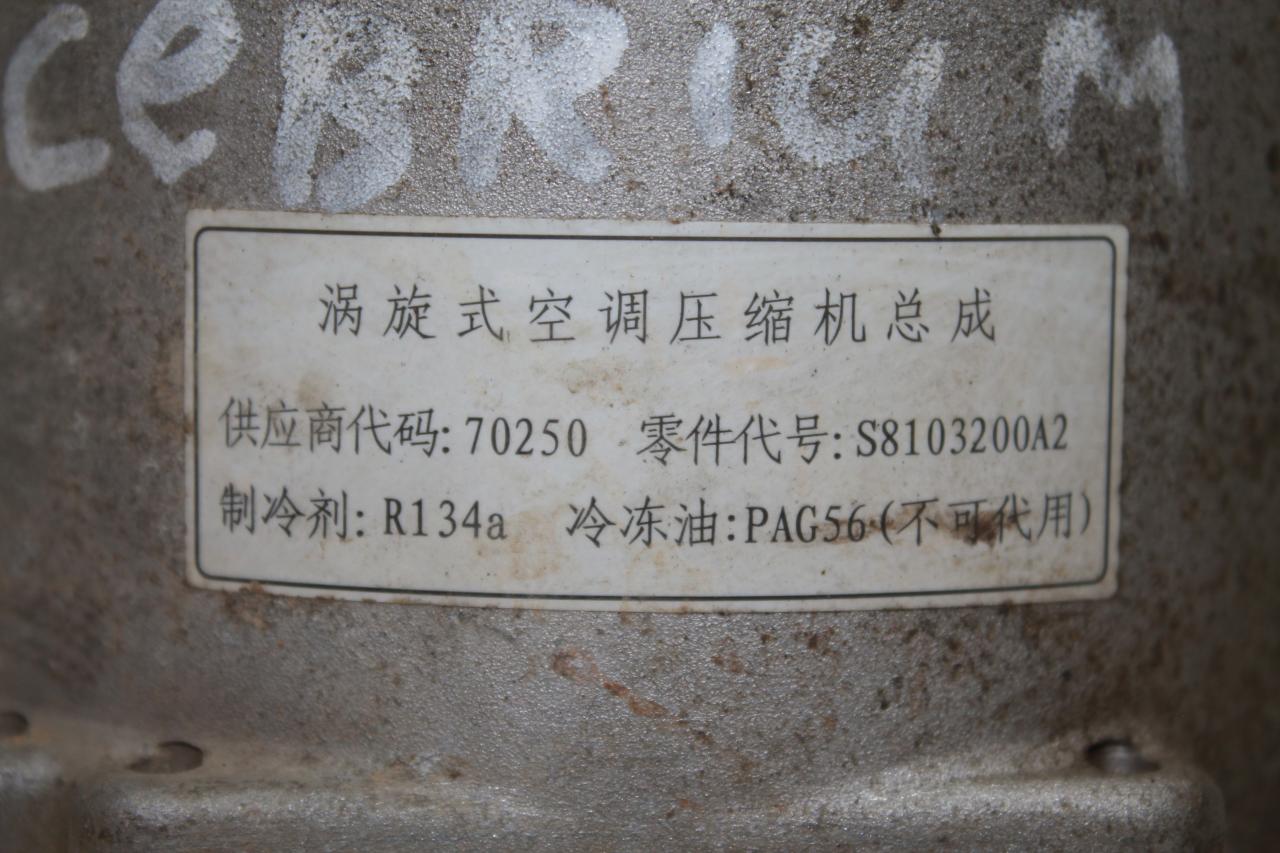 CeBRIUM
涡旋式空调压缩机总成
供应商代码: 70250 零件代号: S8103200A2
制冷剂: R134a 冷冻油: PAG56(不可代用)